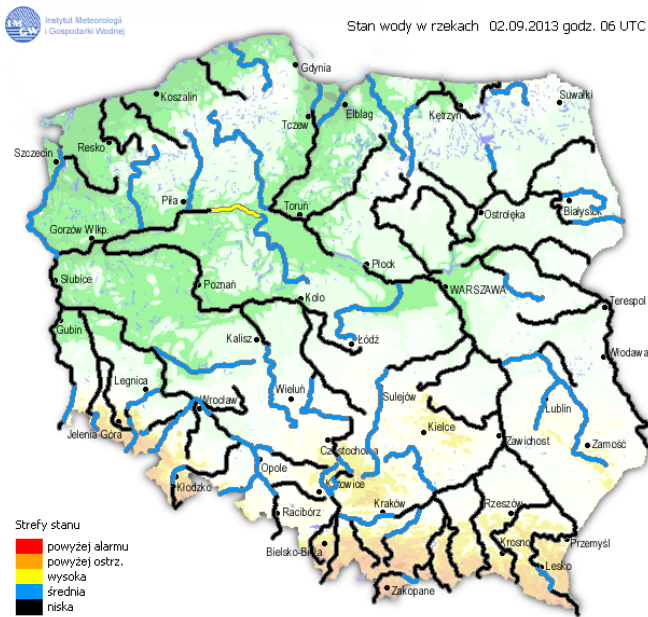 IMGW
Instytut Meteorologii
i Gospodarki Wodnej
Stan wody w rzekach 02.09.2013 godz. 06 UTC
Gdynia
Koszalin
Suwałki
Tczew
Elbląg
Kętrzyn
Resko
Szczecin
Piła
Toruń
Ostrołęka
Białystok
Gorzów Wlkp.
Płock
Słubice
Poznań
Koło
WARSZAWA
Terespol
Gubin
Kalisz
Łódź
Włodawa
Legnica
Wieluń
Sulejów
Wrocław
Lublin
Jelenia Góra
Kielce
Zawichost
Zamość
Częstochowa
Opole
Kłodzko
Katowice
Racibórz
Kraków
Rzeszów
Strefy stanu
powyżej alarmu
powyżej ostrz.
wysoka
średnia
niska
Bielsko-Biała
Krosno
Przemyśl
Lesko
Zakopane